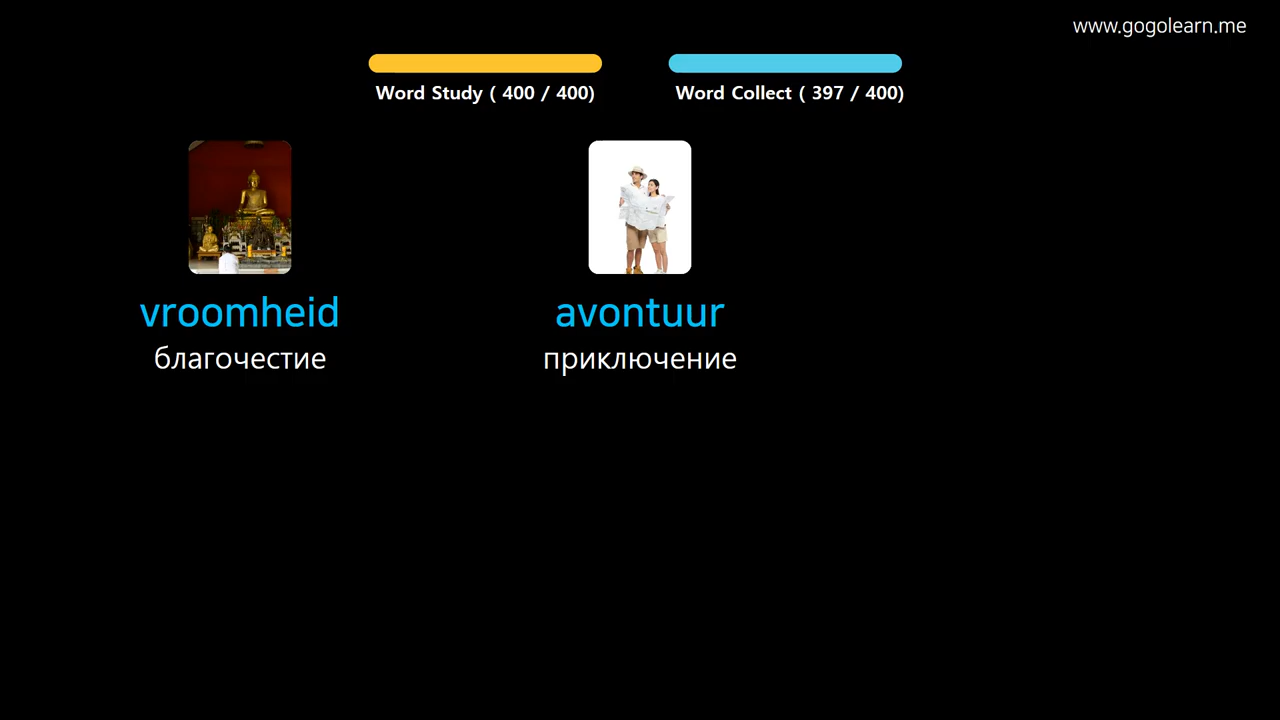 www.gogolearn.me
Word Study ( 400 / 400)
Word Collect ( 397 / 400)
vroomheid
благочестие
avontuur
приключение